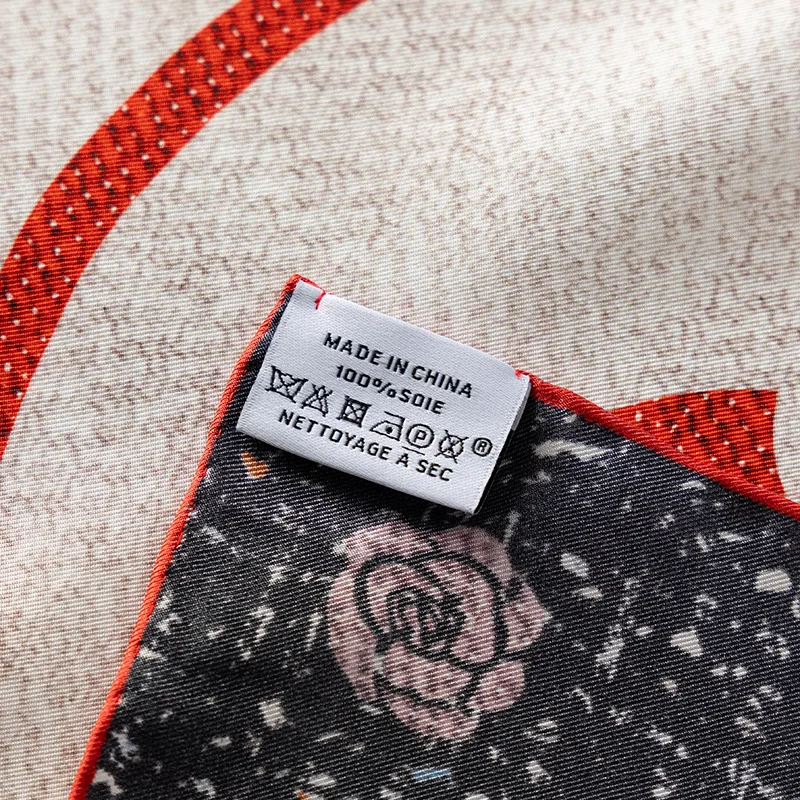 MADE IN CHINA
100%SOIE
P ®
NETTOYAGE A SEC